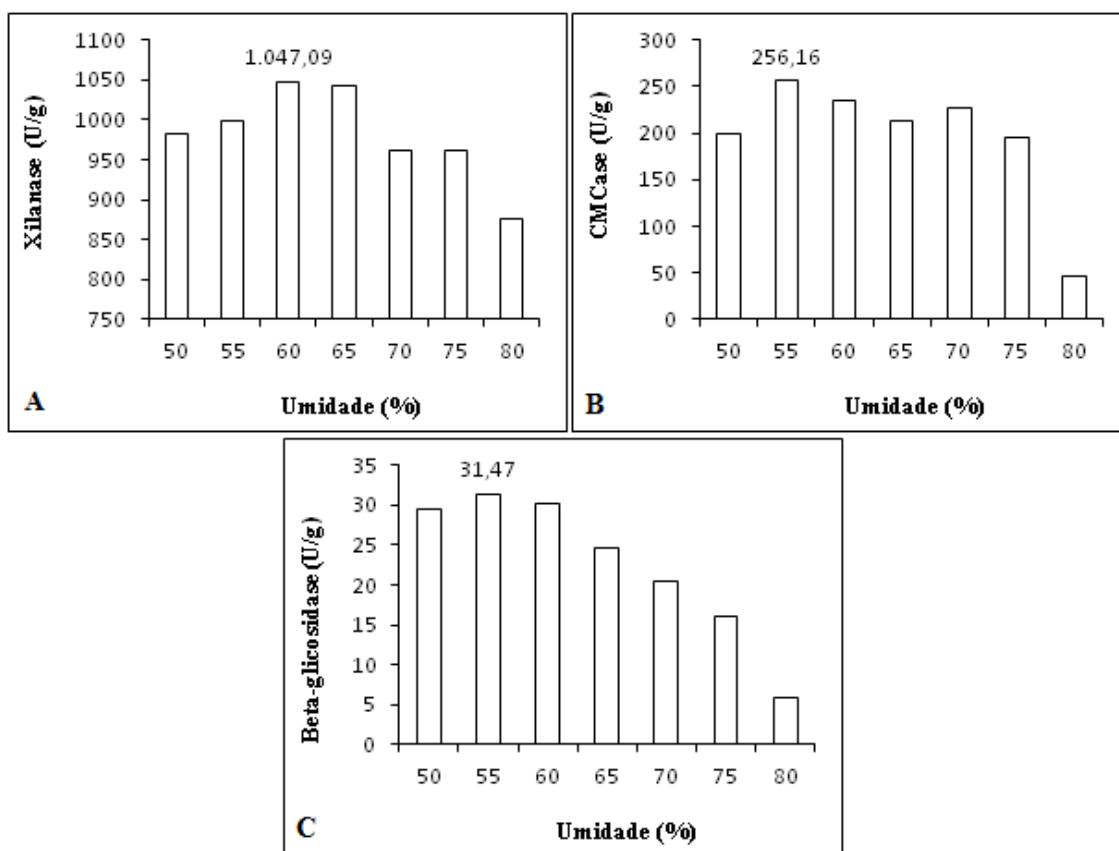 1100
1050
1000
950
900
850
800
750
Xilanase (U/g)
1.047,09
50 55 60 65 70 75 80
Umidade (%)
A
300
250
200
150
100
50
0
CMCase (U/g)
256,16
50 55 60 65 70 75 80
Umidade (%)
B
35
30
25
20
15
10
5
0
Beta-glicosidase (U/g)
31,47
50 55 60 65 70 75 80
Umidade (%)
C